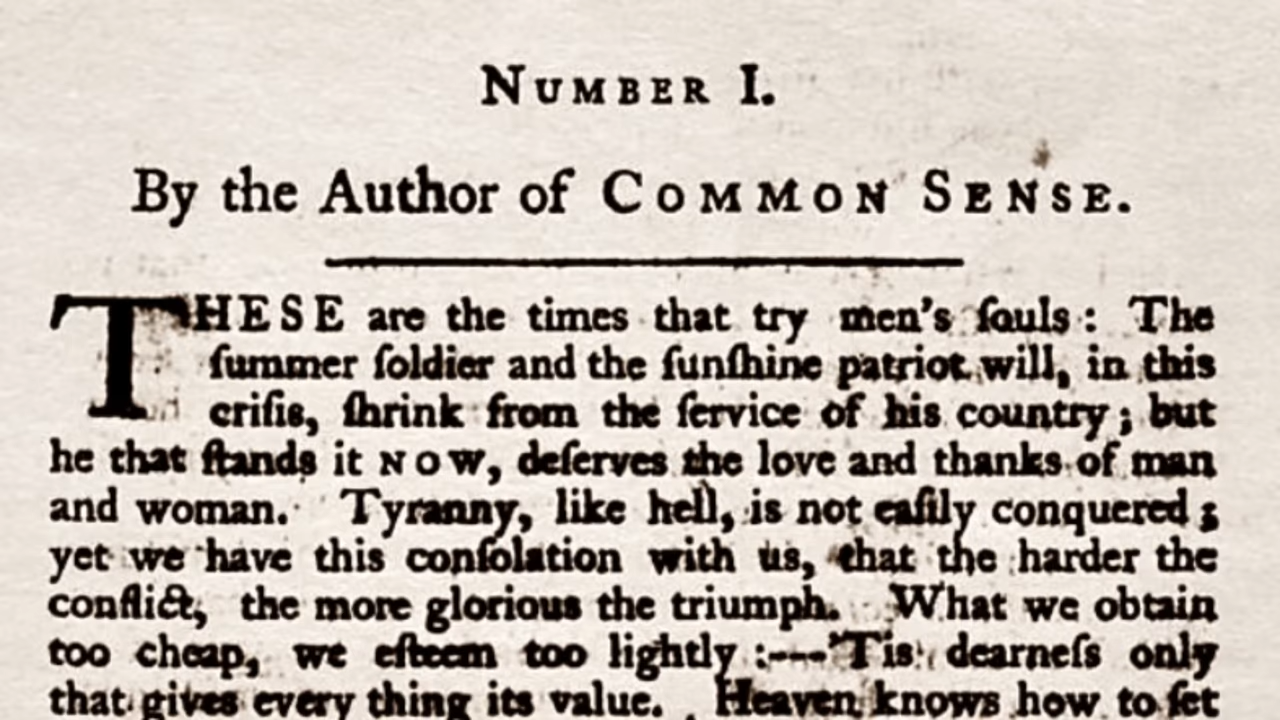 NUMBER I.
By the Author of COMMON SENSE.
THESE are the times that try men's ſouls : The
ſummer ſoldier and the ſunſhine patriot will, in this
criſis, ſhrink from the ſervice of his country ; but
he that ſtands it NOW, deſerves the love and thanks of man
and woman. Tyranny, like hell, is not eaſily conquered ;
yet we have this conſolation with us, that the harder the
conflict, the more glorious the triumph. What we obtain
too cheap, we eſteem too lightly :---'Tis dearneſs only
that gives every thing its value. Heaven knows how to ſet